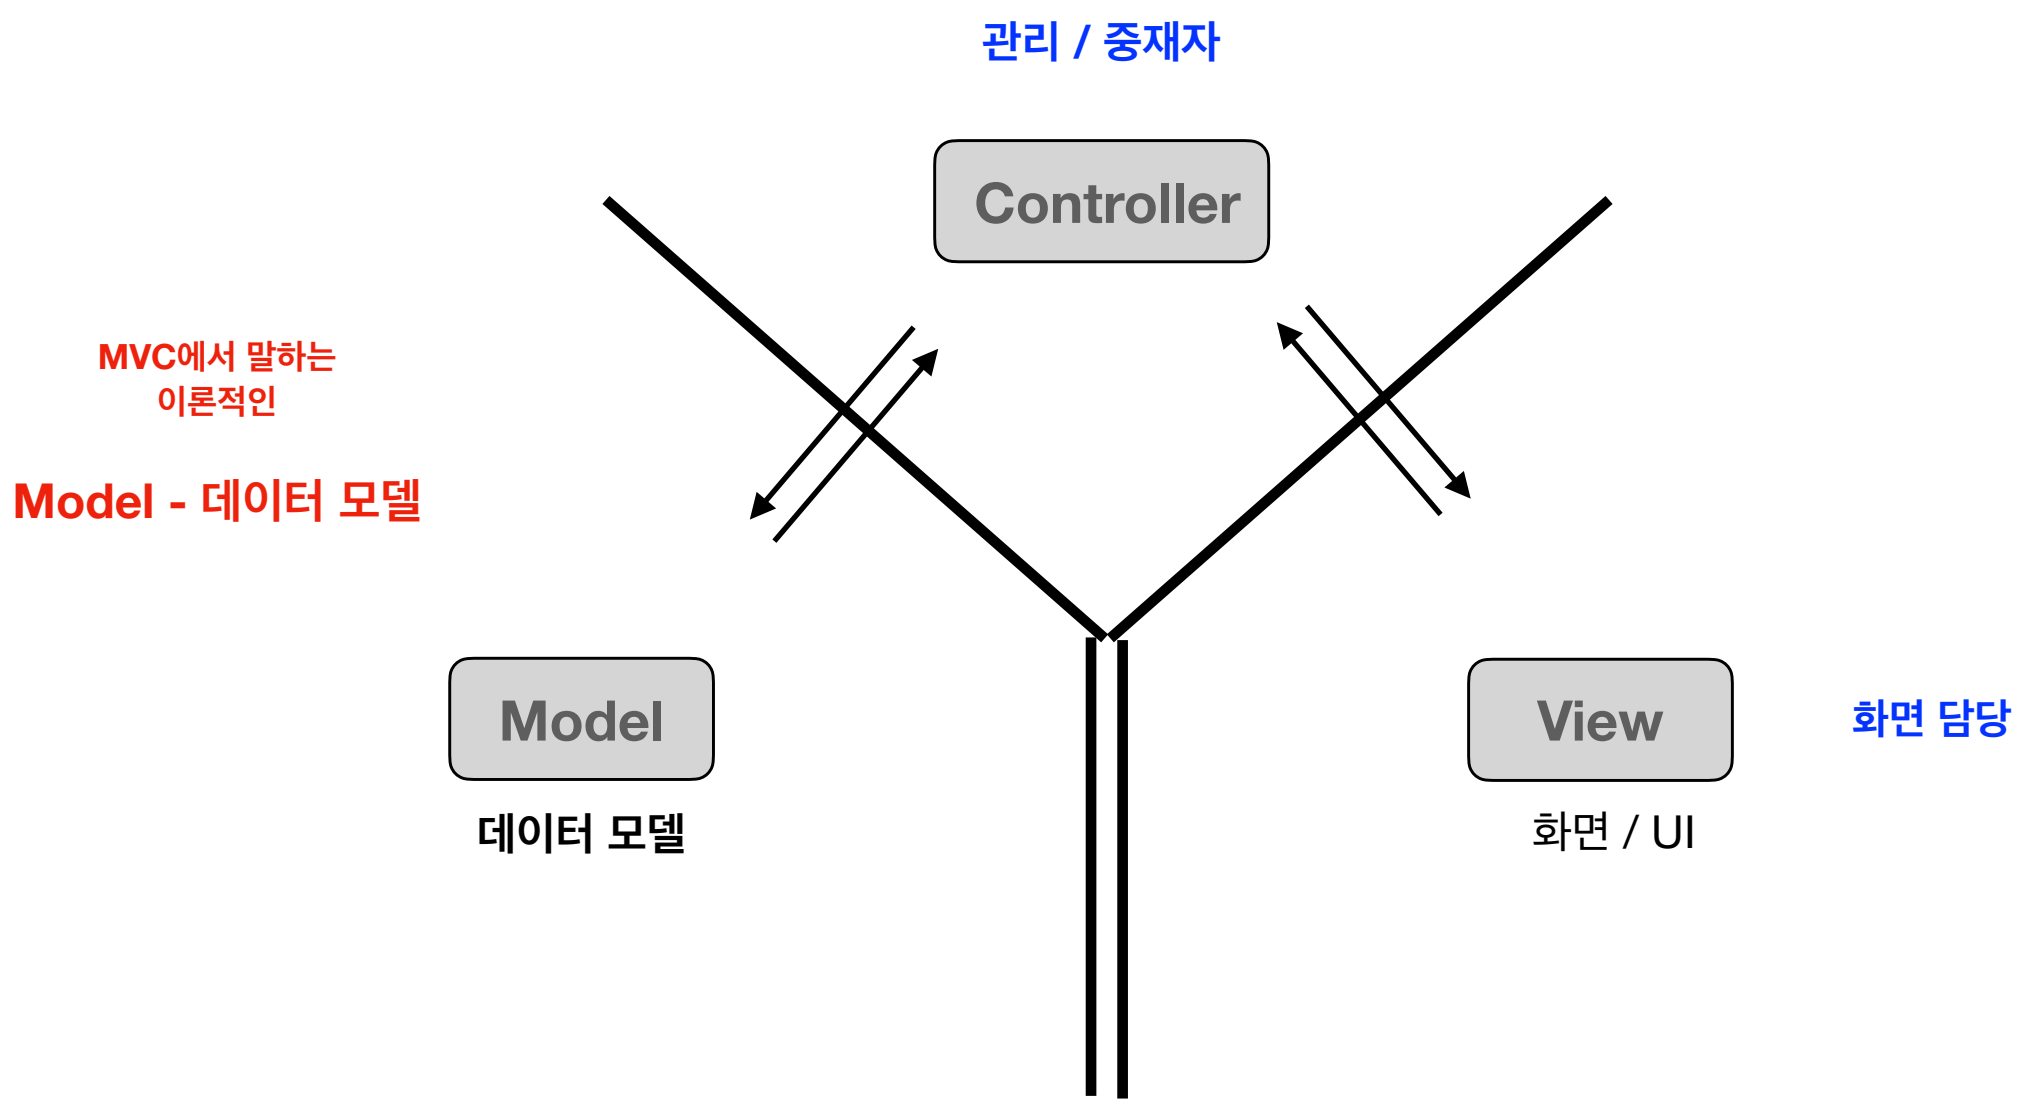 관리 / 중재자
Controller
MVC에서 말하는
이론적인
Model - 데이터 모델
Model
데이터 모델
View
화면 / UI
화면 담당